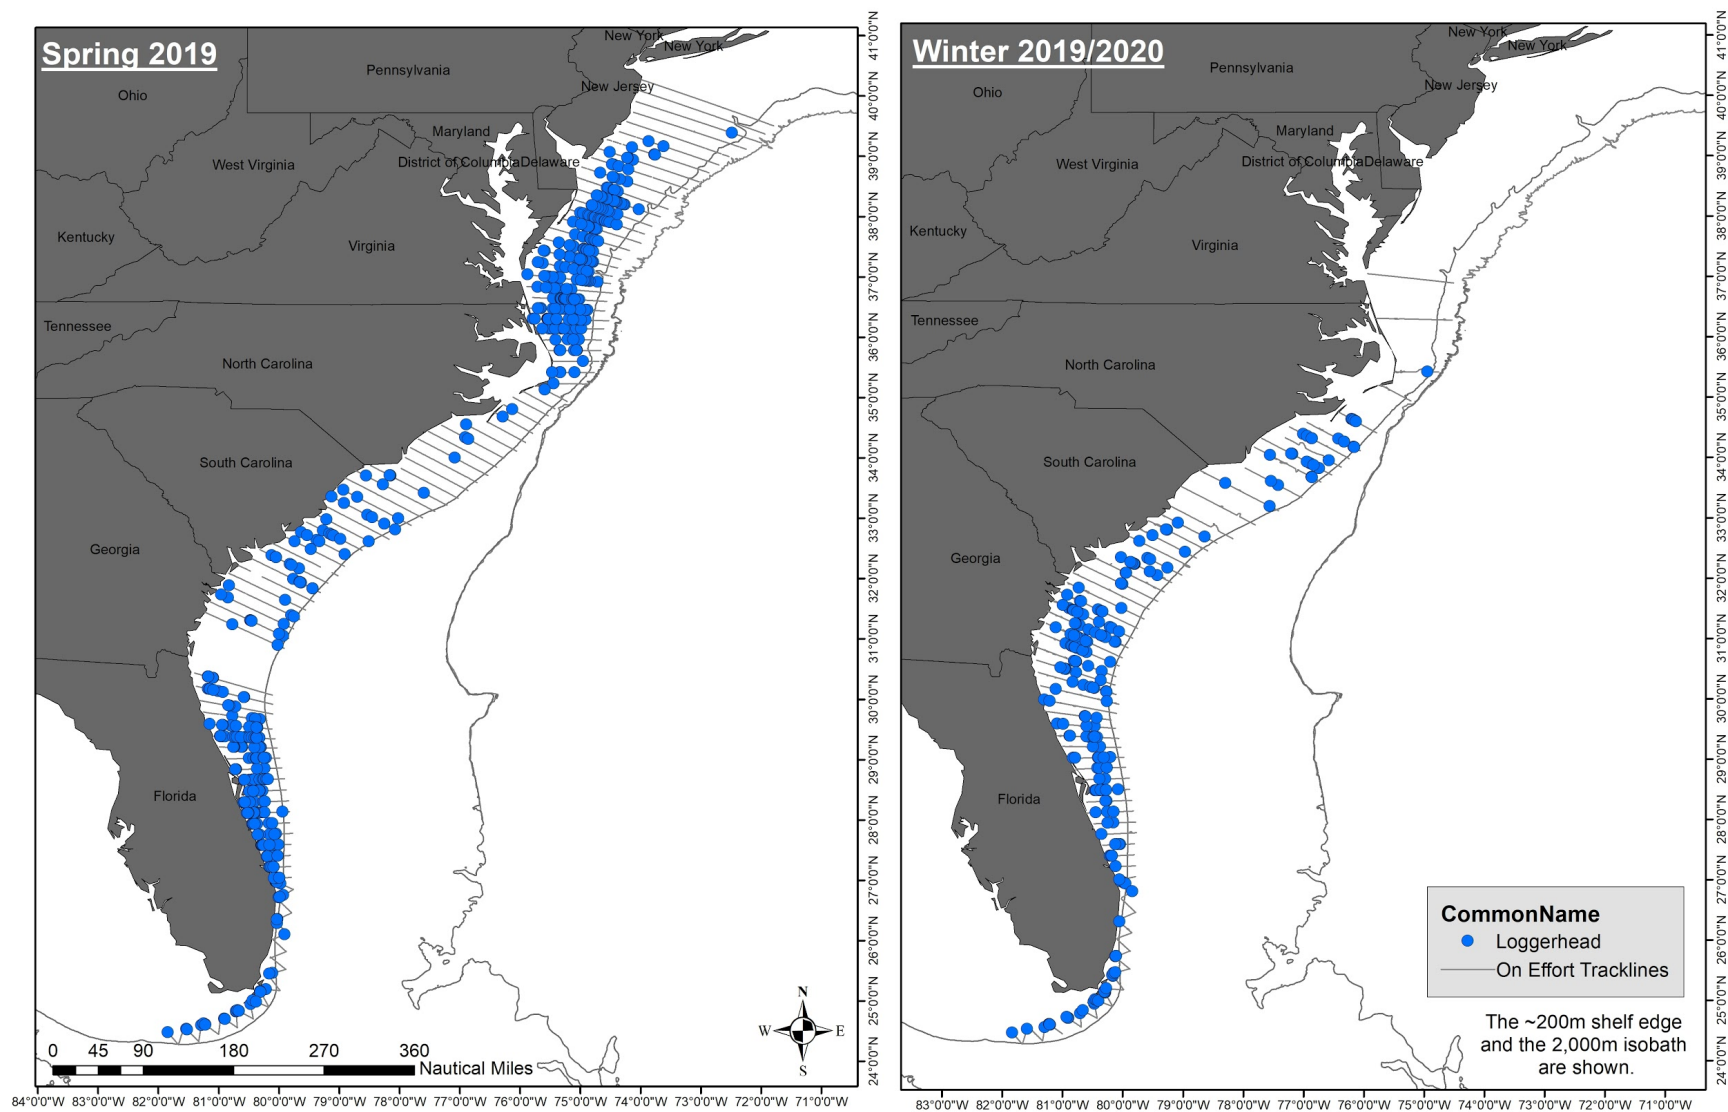 Spring 2019
New York
New York
Pennsylvania
New Jersey
Ohio
Maryland
District of Columbia
Delaware
West Virginia
Kentucky
Virginia
Tennessee
North Carolina
South Carolina
Georgia
Florida
N
W E
S
0 45 90 180 270 360
Nautical Miles
41°0'0"N
40°0'0"N
39°0'0"N
38°0'0"N
37°0'0"N
36°0'0"N
35°0'0"N
34°0'0"N
33°0'0"N
32°0'0"N
31°0'0"N
30°0'0"N
29°0'0"N
28°0'0"N
27°0'0"N
26°0'0"N
25°0'0"N
24°0'0"N
84°0'0"W 83°0'0"W 82°0'0"W 81°0'0"W 80°0'0"W 79°0'0"W 78°0'0"W 77°0'0"W 76°0'0"W 75°0'0"W 74°0'0"W 73°0'0"W 72°0'0"W 71°0'0"W
Winter 2019/2020
New York
New York
Pennsylvania
New Jersey
Ohio
Maryland
District of Columbia
Delaware
West Virginia
Kentucky
Virginia
Tennessee
North Carolina
South Carolina
Georgia
Florida
CommonName
Loggerhead
On Effort Tracklines
The ~200m shelf edge
and the 2,000m isobath
are shown.
41°0'0"N
40°0'0"N
39°0'0"N
38°0'0"N
37°0'0"N
36°0'0"N
35°0'0"N
34°0'0"N
33°0'0"N
32°0'0"N
31°0'0"N
30°0'0"N
29°0'0"N
28°0'0"N
27°0'0"N
26°0'0"N
25°0'0"N
24°0'0"N
83°0'0"W 82°0'0"W 81°0'0"W 80°0'0"W 79°0'0"W 78°0'0"W 77°0'0"W 76°0'0"W 75°0'0"W 74°0'0"W 73°0'0"W 72°0'0"W 71°0'0"W